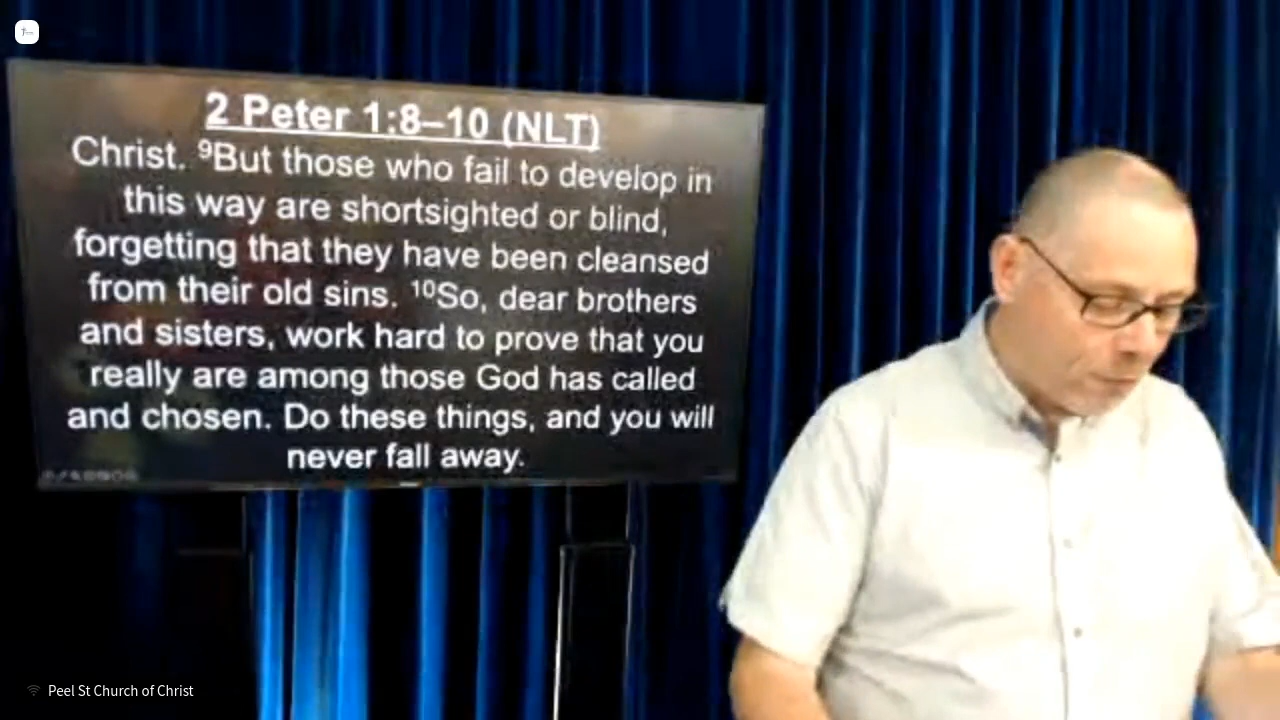 2 Peter 1:8–10 (NLT)
Christ. ⁹But those who fail to develop in
this way are shortsighted or blind,
forgetting that they have been cleansed
from their old sins. ¹⁰So, dear brothers
and sisters, work hard to prove that you
really are among those God has called
and chosen. Do these things, and you will
never fall away.
Peel St Church of Christ